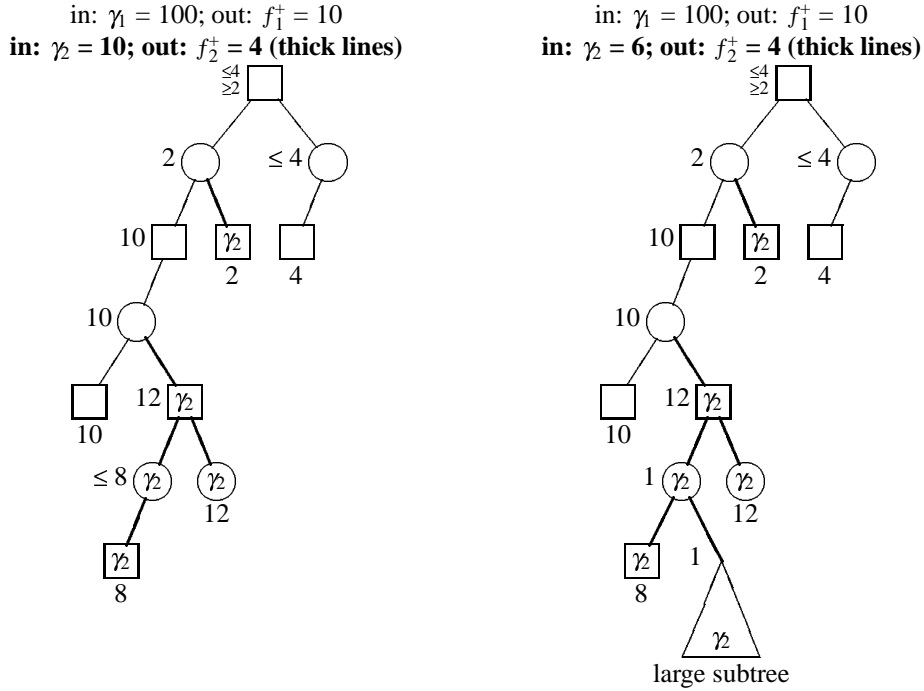 in: γ₁ = 100; out: f₁⁺ = 10
in: γ₂ = 10; out: f₂⁺ = 4 (thick lines)
≤4
≥2
2
≤ 4
10
γ₂
2
4
10
10
12
γ₂
≤ 8
γ₂
γ₂
12
γ₂
8
in: γ₁ = 100; out: f₁⁺ = 10
in: γ₂ = 6; out: f₂⁺ = 4 (thick lines)
≤4
≥2
2
≤ 4
10
γ₂
2
4
10
10
12
γ₂
1
γ₂
γ₂
12
γ₂
8
1
γ₂
large subtree